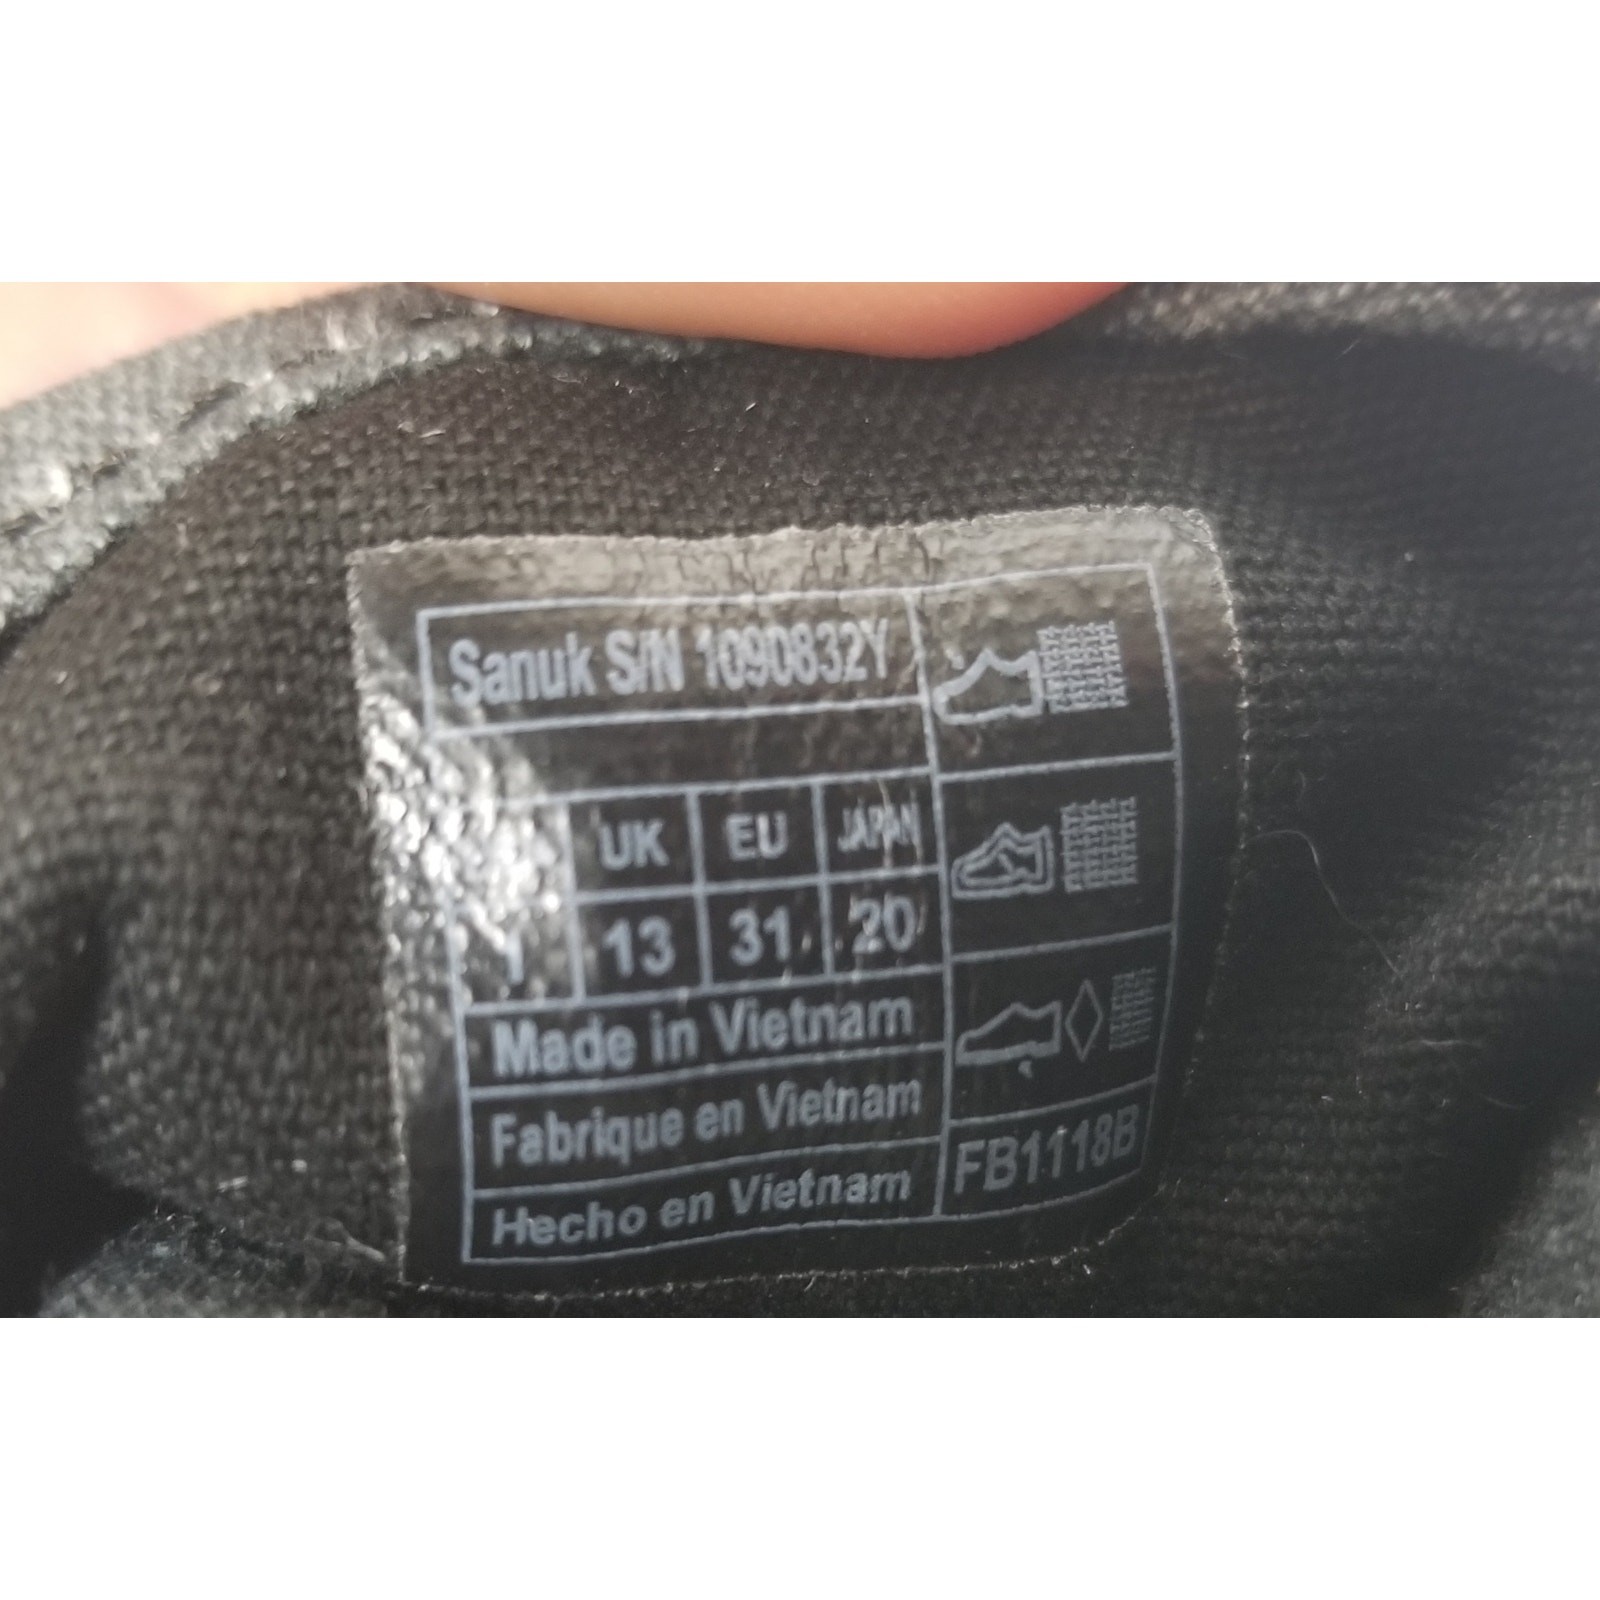 Sanuk S/N 1090832Y
UK EU JAPAN
1 13 31 20
Made in Vietnam
Fabrique en Vietnam
Hecho en Vietnam
FB1118B